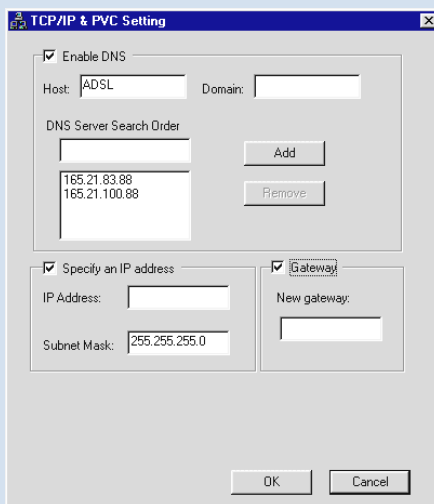 TCP/IP & PVC Setting
Enable DNS
Host: ADSL Domain:
DNS Server Search Order
Add
165.21.83.88
165.21.100.88
Remove
Specify an IP address
Gateway
IP Address:
New gateway:
Subnet Mask: 255.255.255.0
OK Cancel